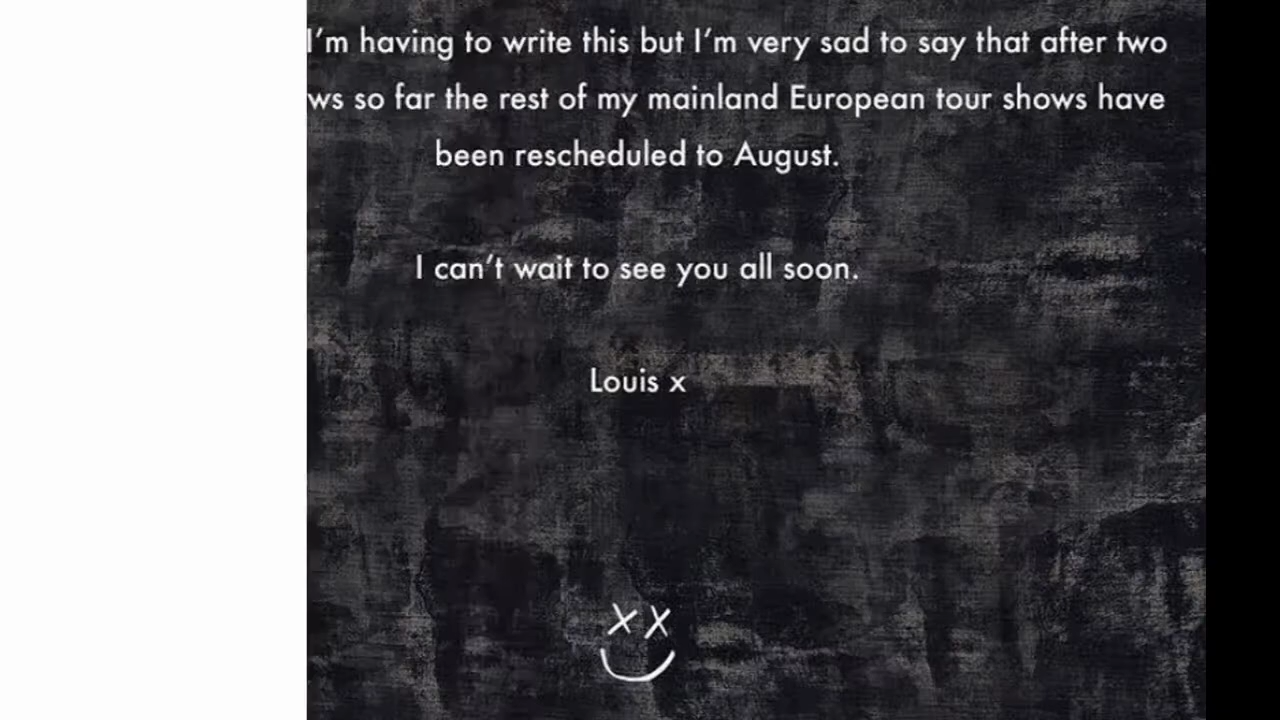 I’m having to write this but I’m very sad to say that after two
ws so far the rest of my mainland European tour shows have
been rescheduled to August.
I can’t wait to see you all soon.
Louis x